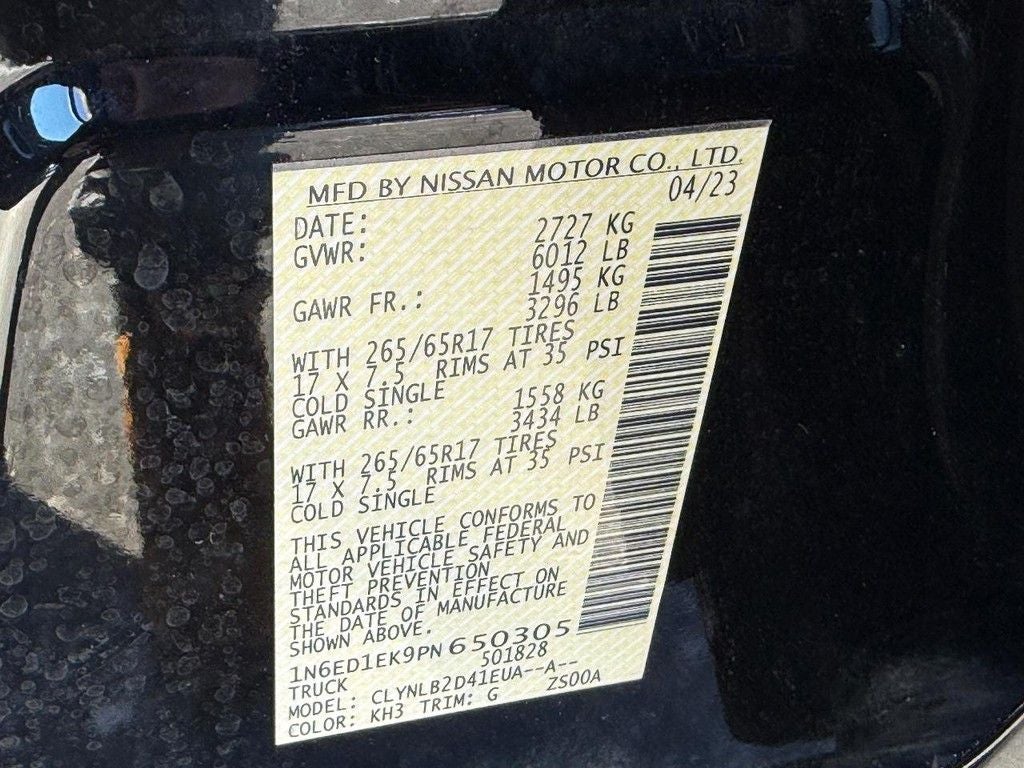 MFD BY NISSAN MOTOR CO., LTD.
DATE: 04/23
GVWR: 2727 KG
6012 LB
GAWR FR.: 1495 KG
3296 LB
WITH 265/65R17 TIRES
17 X 7.5 RIMS AT 35 PSI
COLD SINGLE
GAWR RR.: 1558 KG
3434 LB
WITH 265/65R17 TIRES
17 X 7.5 RIMS AT 35 PSI
COLD SINGLE
THIS VEHICLE CONFORMS TO
ALL APPLICABLE FEDERAL
MOTOR VEHICLE SAFETY AND
THEFT PREVENTION
STANDARDS IN EFFECT ON
THE DATE OF MANUFACTURE
SHOWN ABOVE.
1N6ED1EK9PN650305
TRUCK 501828
MODEL: CLYNLB2D41EUA--A--
COLOR: KH3 TRIM: G ZS00A